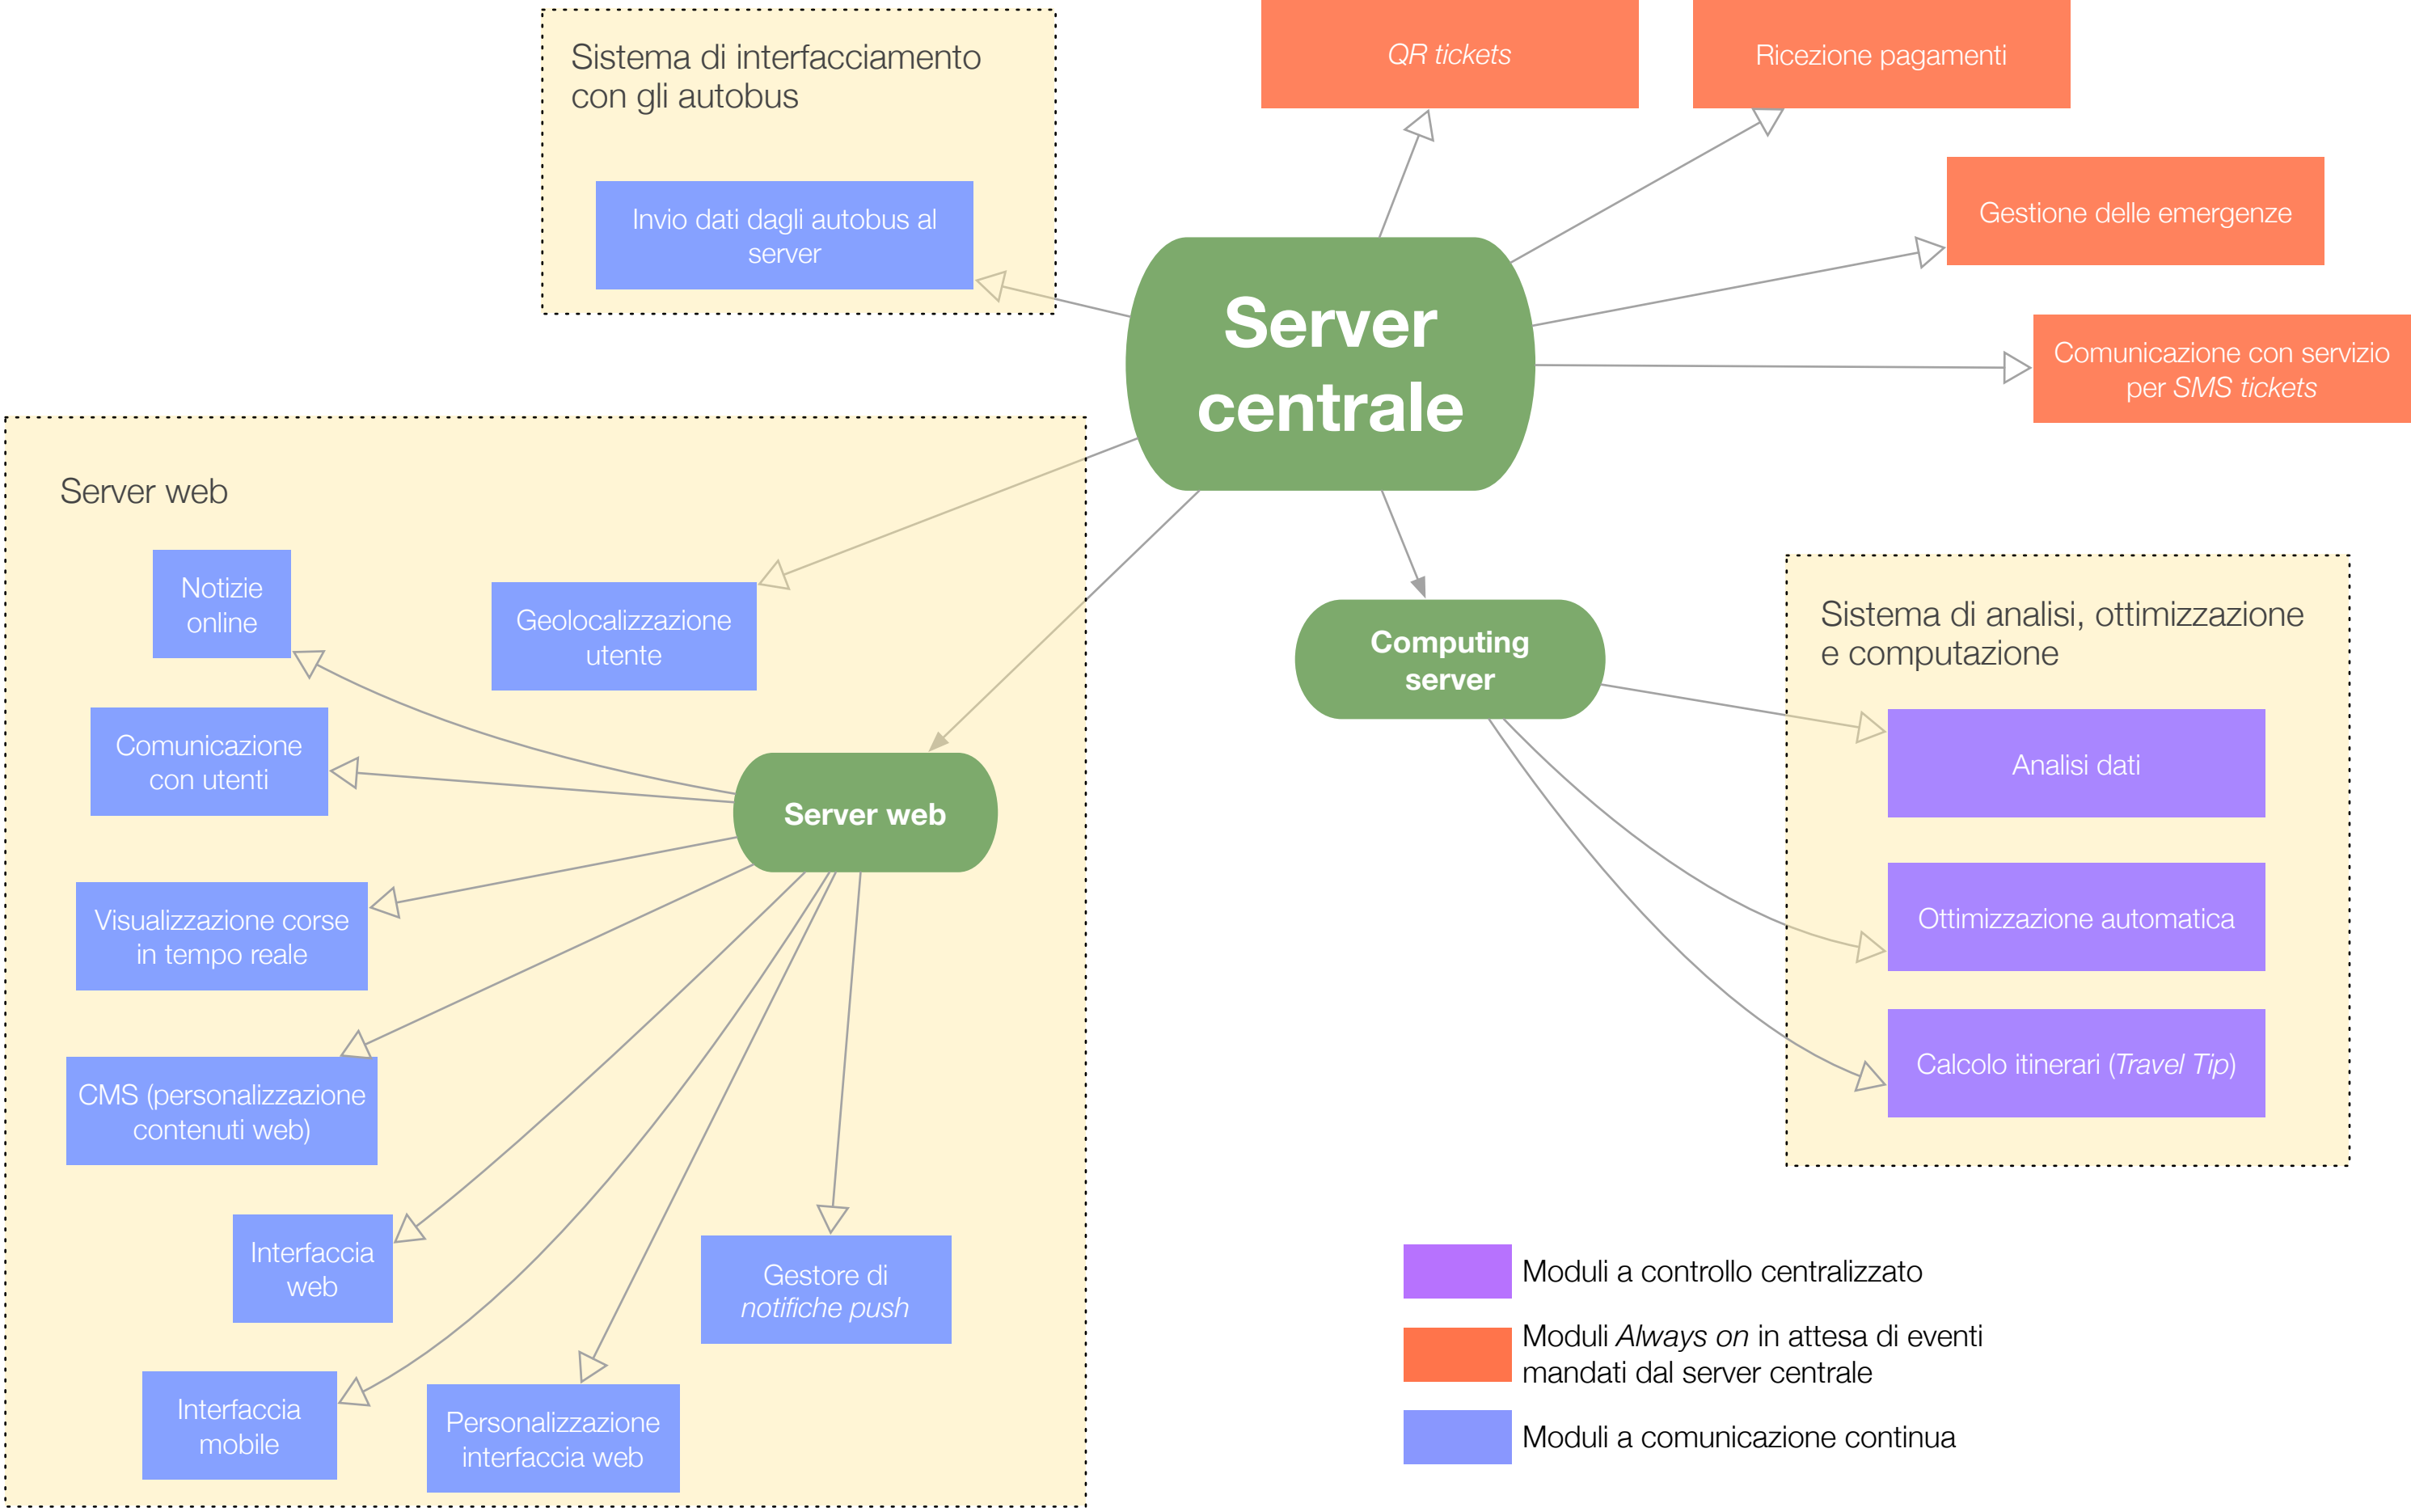 Sistema di interfacciamento
con gli autobus
Invio dati dagli autobus al
server
QR tickets
Ricezione pagamenti
Gestione delle emergenze
Comunicazione con servizio
per SMS tickets
Server
centrale
Server web
Notizie
online
Geolocalizzazione
utente
Comunicazione
con utenti
Server web
Visualizzazione corse
in tempo reale
CMS (personalizzazione
contenuti web)
Interfaccia
web
Interfaccia
mobile
Personalizzazione
interfaccia web
Gestore di
notifiche push
Computing
server
Sistema di analisi, ottimizzazione
e computazione
Analisi dati
Ottimizzazione automatica
Calcolo itinerari (Travel Tip)
Moduli a controllo centralizzato
Moduli Always on in attesa di eventi
mandati dal server centrale
Moduli a comunicazione continua